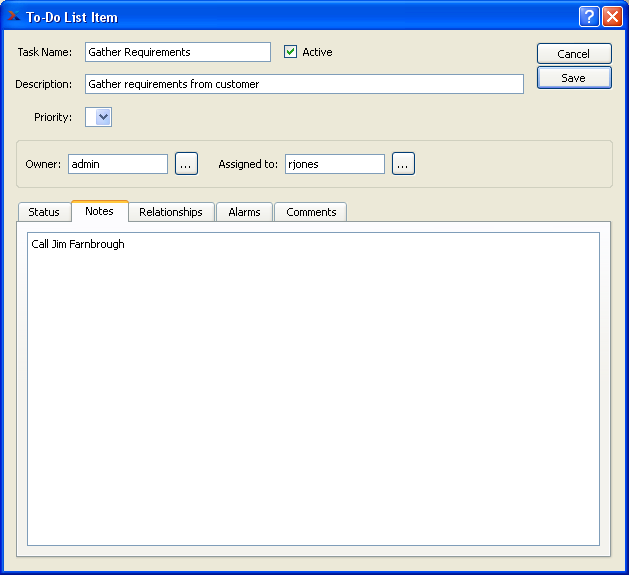 To-Do List Item
Task Name: Gather Requirements Active Cancel
Save
Description: Gather requirements from customer
Priority:
Owner: admin ... Assigned to: rjones ...
Status Notes Relationships Alarms Comments
Call Jim Farnbrough